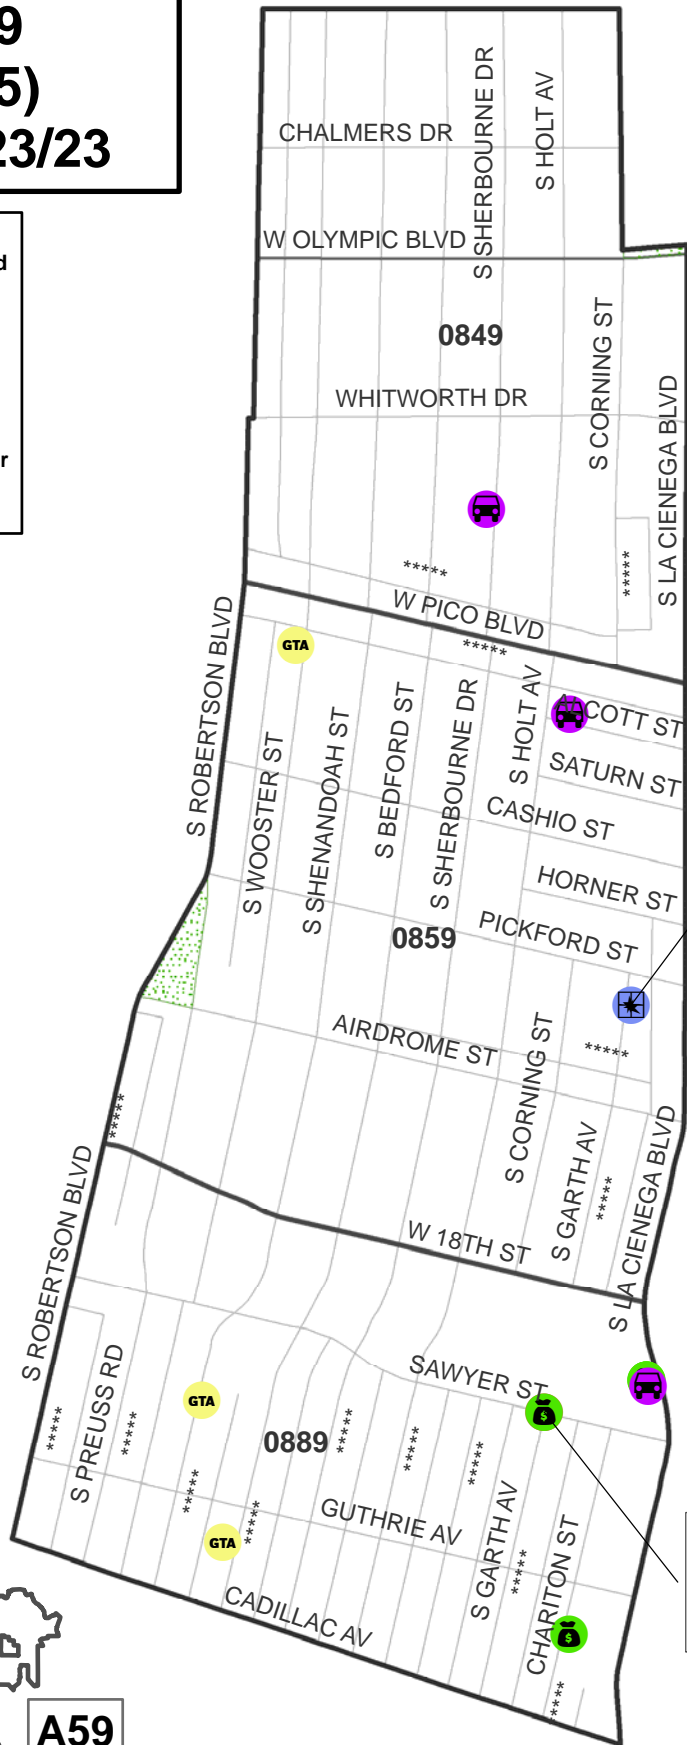 9
5)
23/23
d
r
CHALMERS DR
S SHERBOURNE DR
S HOLT AV
W OLYMPIC BLVD
0849
S CORNING ST
WHITWORTH DR
S LA CIENEGA BLVD
*****
*****
W PICO BLVD
*****
S ROBERTSON BLVD
GTA
S WOOSTER ST
S SHENANDOAH ST
S BEDFORD ST
S SHERBOURNE DR
S HOLT AV
COTT ST
SATURN ST
CASHIO ST
HORNER ST
PICKFORD ST
0859
AIRDROME ST
S CORNING ST
*****
*****
S GARTH AV
*****
S LA CIENEGA BLVD
S ROBERTSON BLVD
W 18TH ST
SAWYER ST
$
GTA
S PREUSS RD
*****
*****
0889
*****
*****
*****
*****
*****
GUTHRIE AV
S GARTH AV
*****
CHARITON ST
GTA
CADILLAC AV
$
*****
A59